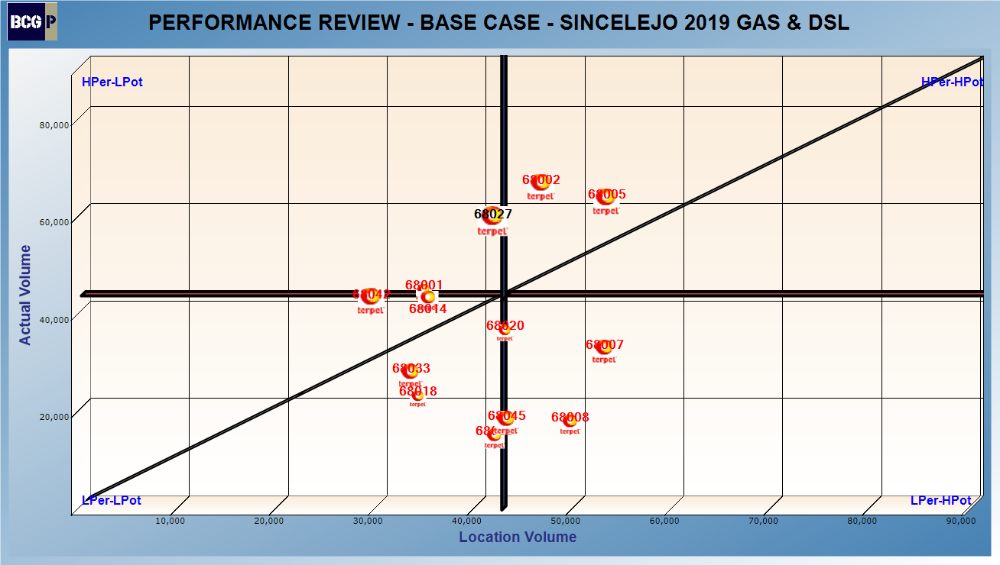 BCG P
PERFORMANCE REVIEW - BASE CASE - SINCELEJO 2019 GAS & DSL
HPer-LPot
HPer-HPot
80,000
68002
terpel
68005
terpel
68027
terpel
60,000
68001
68042
terpel
68014
40,000
68020
terpel
68007
terpel
68033
terpel
68018
terpel
20,000
68045
terpel
68008
terpel
terpel
LPer-LPot
LPer-HPot
10,000
20,000
30,000
40,000
50,000
60,000
70,000
80,000
90,000
Actual Volume
Location Volume